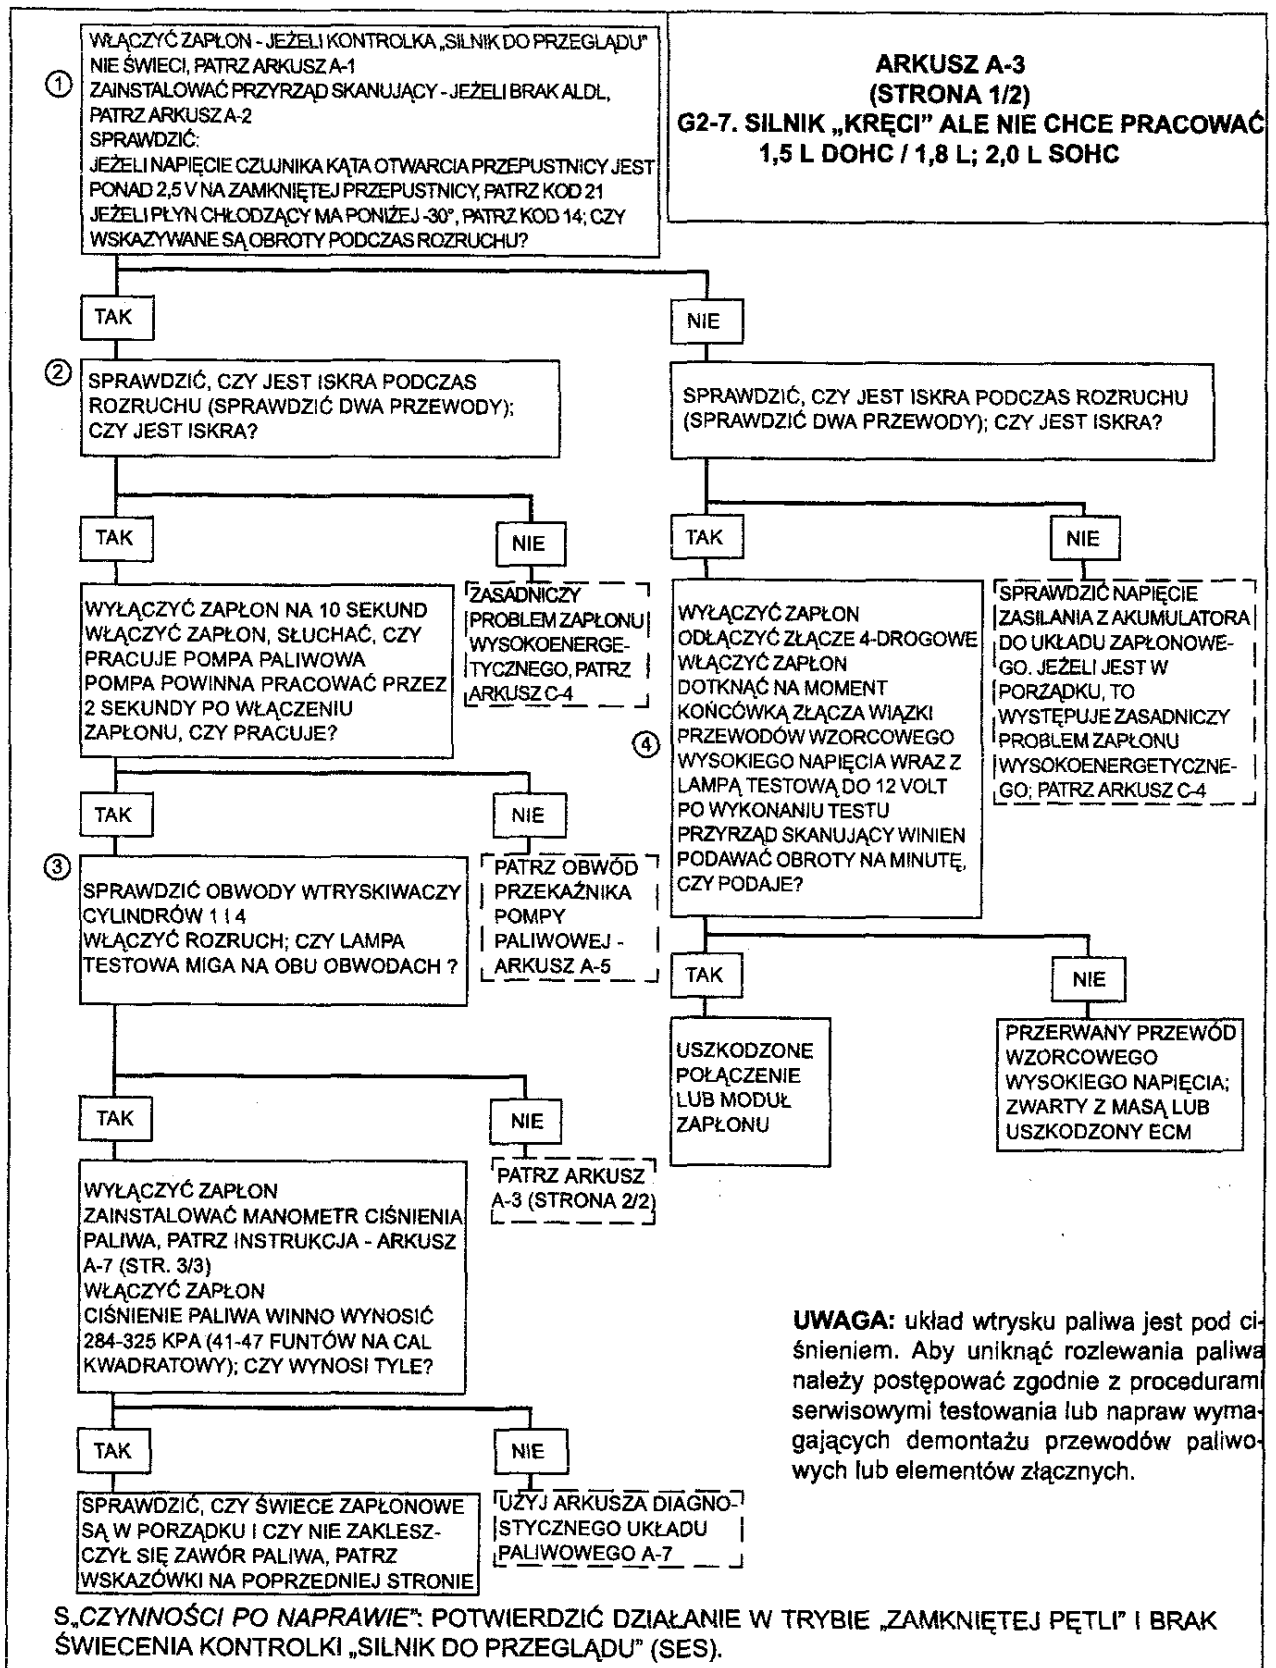 ① WŁĄCZYĆ ZAPŁON - JEŻELI KONTROLKA „SILNIK DO PRZEGLĄDU”
NIE ŚWIECI, PATRZ ARKUSZ A-1
ZAINSTALOWAĆ PRZYRZĄD SKANUJĄCY - JEŻELI BRAK ALDL,
PATRZ ARKUSZ A-2
SPRAWDZIĆ:
JEŻELI NAPIĘCIE CZUJNIKA KĄTA OTWARCIA PRZEPUSTNICY JEST
PONAD 2,5 V NA ZAMKNIĘTEJ PRZEPUSTNICY, PATRZ KOD 21
JEŻELI PŁYN CHŁODZĄCY MA PONIŻEJ -30°, PATRZ KOD 14; CZY
WSKAZYWANE SĄ OBROTY PODCZAS ROZRUCHU?
ARKUSZ A-3
(STRONA 1/2)
G2-7. SILNIK „KRĘCI” ALE NIE CHCE PRACOWAĆ
1,5 L DOHC / 1,8 L; 2,0 L SOHC
TAK
NIE
② SPRAWDZIĆ, CZY JEST ISKRA PODCZAS
ROZRUCHU (SPRAWDZIĆ DWA PRZEWODY);
CZY JEST ISKRA?
SPRAWDZIĆ, CZY JEST ISKRA PODCZAS ROZRUCHU
(SPRAWDZIĆ DWA PRZEWODY); CZY JEST ISKRA?
TAK
NIE
TAK
NIE
WYŁĄCZYĆ ZAPŁON NA 10 SEKUND
WŁĄCZYĆ ZAPŁON, SŁUCHAĆ, CZY
PRACUJE POMPA PALIWOWA
POMPA POWINNA PRACOWAĆ PRZEZ
2 SEKUNDY PO WŁĄCZENIU
ZAPŁONU, CZY PRACUJE?
ZASADNICZY
PROBLEM ZAPŁONU
WYSOKOENERGE-
TYCZNEGO, PATRZ
ARKUSZ C-4
④ WYŁĄCZYĆ ZAPŁON
ODŁĄCZYĆ ZŁĄCZE 4-DROGOWE
WŁĄCZYĆ ZAPŁON
DOTKNĄĆ NA MOMENT
KOŃCÓWKĄ ZŁĄCZA WIĄZKI
PRZEWODÓW WZORCOWEGO
WYSOKIEGO NAPIĘCIA WRAZ Z
LAMPĄ TESTOWĄ DO 12 VOLT
PO WYKONANIU TESTU
PRZYRZĄD SKANUJĄCY WINIEN
PODAWAĆ OBROTY NA MINUTĘ,
CZY PODAJE?
SPRAWDZIĆ NAPIĘCIE
ZASILANIA Z AKUMULATORA
DO UKŁADU ZAPŁONOWE-
GO. JEŻELI JEST W
PORZĄDKU, TO
WYSTĘPUJE ZASADNICZY
PROBLEM ZAPŁONU
WYSOKOENERGETYCZNE-
GO; PATRZ ARKUSZ C-4
TAK
NIE
③ SPRAWDZIĆ OBWODY WTRYSKIWACZY
CYLINDRÓW 1 I 4
WŁĄCZYĆ ROZRUCH; CZY LAMPA
TESTOWA MIGA NA OBU OBWODACH ?
PATRZ OBWÓD
PRZEKAŹNIKA
POMPY
PALIWOWEJ -
ARKUSZ A-5
TAK
NIE
USZKODZONE
POŁĄCZENIE
LUB MODUŁ
ZAPŁONU
PRZERWANY PRZEWÓD
WZORCOWEGO
WYSOKIEGO NAPIĘCIA;
ZWARTY Z MASĄ LUB
USZKODZONY ECM
TAK
NIE
WYŁĄCZYĆ ZAPŁON
ZAINSTALOWAĆ MANOMETR CIŚNIENIA
PALIWA, PATRZ INSTRUKCJA - ARKUSZ
A-7 (STR. 3/3)
WŁĄCZYĆ ZAPŁON
CIŚNIENIE PALIWA WINNO WYNOSIĆ
284-325 KPA (41-47 FUNTÓW NA CAL
KWADRATOWY); CZY WYNOSI TYLE?
PATRZ ARKUSZ
A-3 (STRONA 2/2)
UWAGA: układ wtrysku paliwa jest pod ci-
śnieniem. Aby uniknąć rozlewania paliwa
należy postępować zgodnie z procedurami
serwisowymi testowania lub napraw wyma-
gających demontażu przewodów paliwo-
wych lub elementów złącznych.
TAK
NIE
SPRAWDZIĆ, CZY ŚWIECE ZAPŁONOWE
SĄ W PORZĄDKU I CZY NIE ZAKLESZ-
CZYŁ SIĘ ZAWÓR PALIWA, PATRZ
WSKAZÓWKI NA POPRZEDNIEJ STRONIE
UŻYJ ARKUSZA DIAGNO-
STYCZNEGO UKŁADU
PALIWOWEGO A-7
S„CZYNNOŚCI PO NAPRAWIE”: POTWIERDZIĆ DZIAŁANIE W TRYBIE „ZAMKNIĘTEJ PĘTLI” I BRAK
ŚWIECENIA KONTROLKI „SILNIK DO PRZEGLĄDU” (SES).